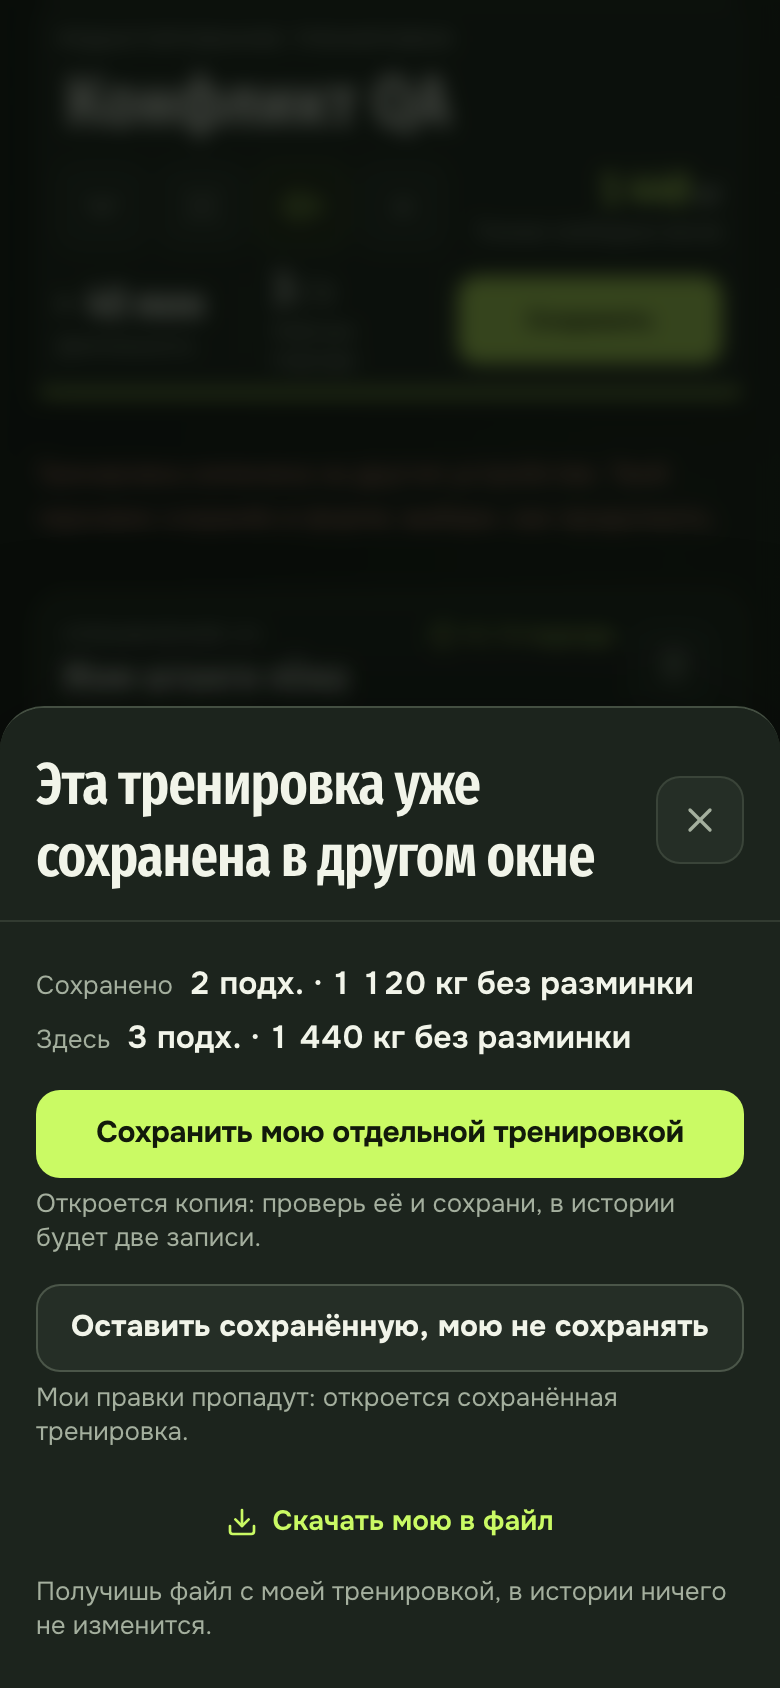 Конфликт QA
Эта тренировка уже
сохранена в другом окне
Сохранено 2 подх. · 1 120 кг без разминки
Здесь 3 подх. · 1 440 кг без разминки
Сохранить мою отдельной тренировкой
Откроется копия: проверь её и сохрани, в истории
будет две записи.
Оставить сохранённую, мою не сохранять
Мои правки пропадут: откроется сохранённая
тренировка.
Скачать мою в файл
Получишь файл с моей тренировкой, в истории ничего
не изменится.